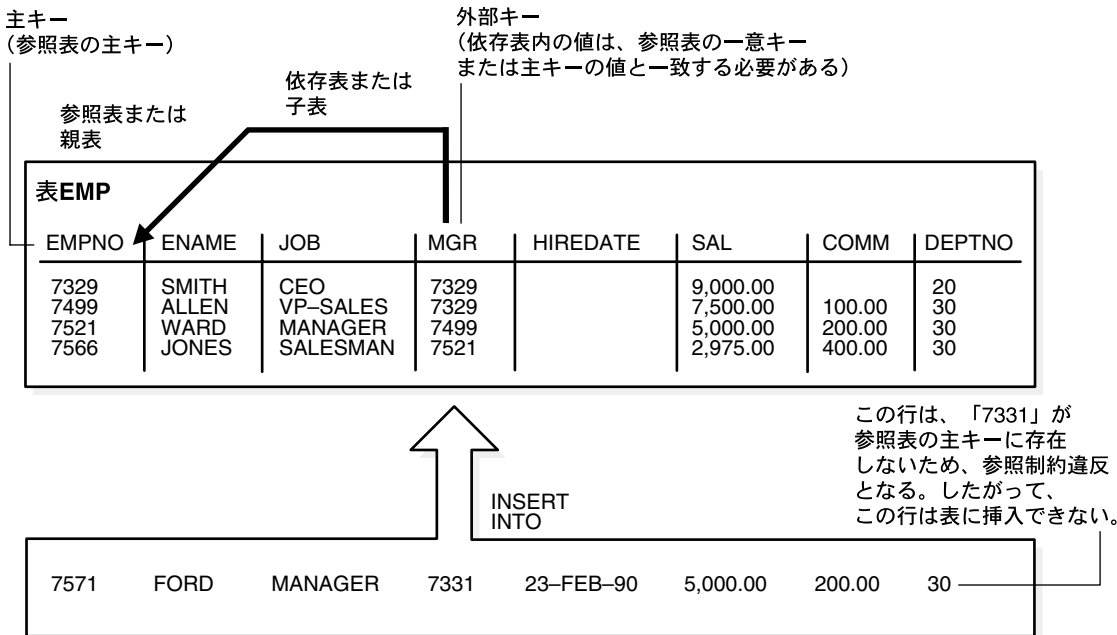 主キー
（参照表の主キー）
外部キー
（依存表内の値は、参照表の一意キー
または主キーの値と一致する必要がある）
依存表または
子表
参照表または
親表
表EMP
EMPNO ENAME JOB MGR HIREDATE SAL COMM DEPTNO
7329 SMITH CEO 7329 9,000.00 20
7499 ALLEN VP–SALES 7329 7,500.00 100.00 30
7521 WARD MANAGER 7499 5,000.00 200.00 30
7566 JONES SALESMAN 7521 2,975.00 400.00 30
この行は、「7331」が
参照表の主キーに存在
しないため、参照制約違反
となる。したがって、
この行は表に挿入できない。
INSERT
INTO
7571 FORD MANAGER 7331 23–FEB–90 5,000.00 200.00 30